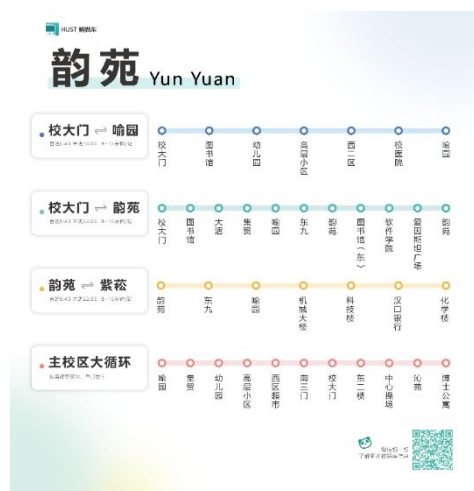 HUST 校园车
韵苑 Yun Yuan
校大门 ⇌ 喻园
校大门
图书馆
幼儿园
高层小区
西二区
校医院
喻园
校大门 ⇌ 韵苑
校大门
图书馆
大活
集贸
喻园
东九
韵苑
图书馆（东）
软件学院
爱因斯坦广场
韵苑
韵苑 ⇌ 紫菘
韵苑
东九
喻园
机械大楼
科技楼
汉口银行
化学楼
主校区大循环
喻园
集贸
幼儿园
高层小区
西区超市
南三门
校大门
东二楼
中心操场
沁苑
博士公寓